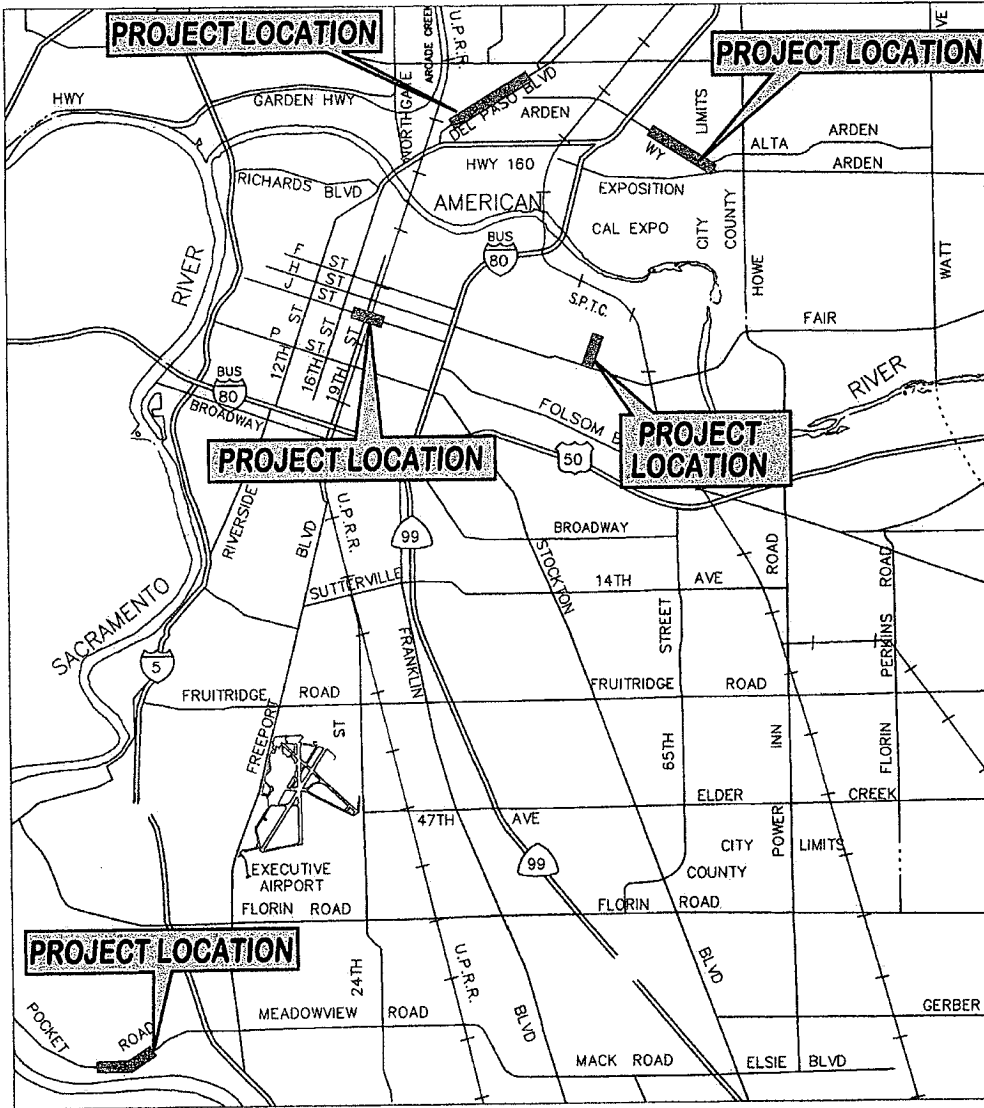 PROJECT LOCATION
PROJECT LOCATION
HWY
GARDEN HWY
NORTHGATE
ARCADE CREEK
U.P.R.R.
DEL PASO BLVD
ARDEN
WY
LIMITS
VE
WATT
ALTA ARDEN
ARDEN
HWY 160
RICHARDS BLVD
EXPOSITION
AMERICAN
CAL EXPO
CITY
COUNTY
HOWE
BUS
80
RIVER
F ST
H ST
J ST
P ST.
12TH ST
16TH ST
19TH ST
S.P.T.C.
FAIR
RIVER
BUS
80
BROADWAY
FOLSOM B
PROJECT LOCATION
PROJECT
LOCATION
50
RIVERSIDE
BLVD
U.P.R.R.
99
BROADWAY
STOCKTON
ROAD
SUTTERVILLE
14TH AVE
SACRAMENTO
FRANKLIN
STREET
PERKINS ROAD
5
FRUITRIDGE ROAD
FRUITRIDGE ROAD
FREEPORT
ST
65TH
INN
FLORIN
ELDER CREEK
47TH AVE
POWER
CITY LIMITS
COUNTY
99
EXECUTIVE
AIRPORT
FLORIN ROAD
FLORIN ROAD
PROJECT LOCATION
24TH
U.P.R.R.
BLVD
BLVD
POCKET
ROAD
MEADOWVIEW ROAD
GERBER
MACK ROAD
ELSIE BLVD